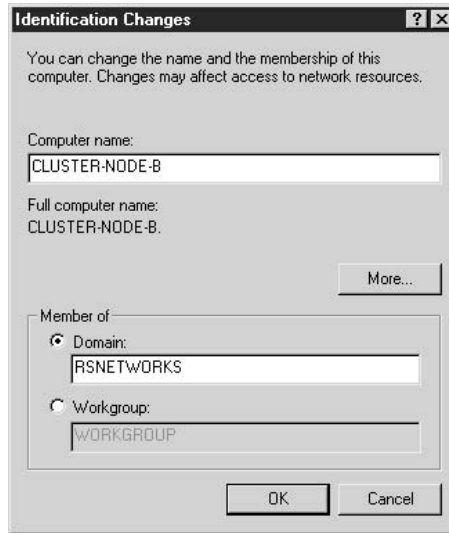 Identification Changes
You can change the name and the membership of this
computer. Changes may affect access to network resources.
Computer name:
CLUSTER-NODE-B
Full computer name:
CLUSTER-NODE-B.
More...
Member of
Domain:
RSNETWORKS
Workgroup:
WORKGROUP
OK
Cancel